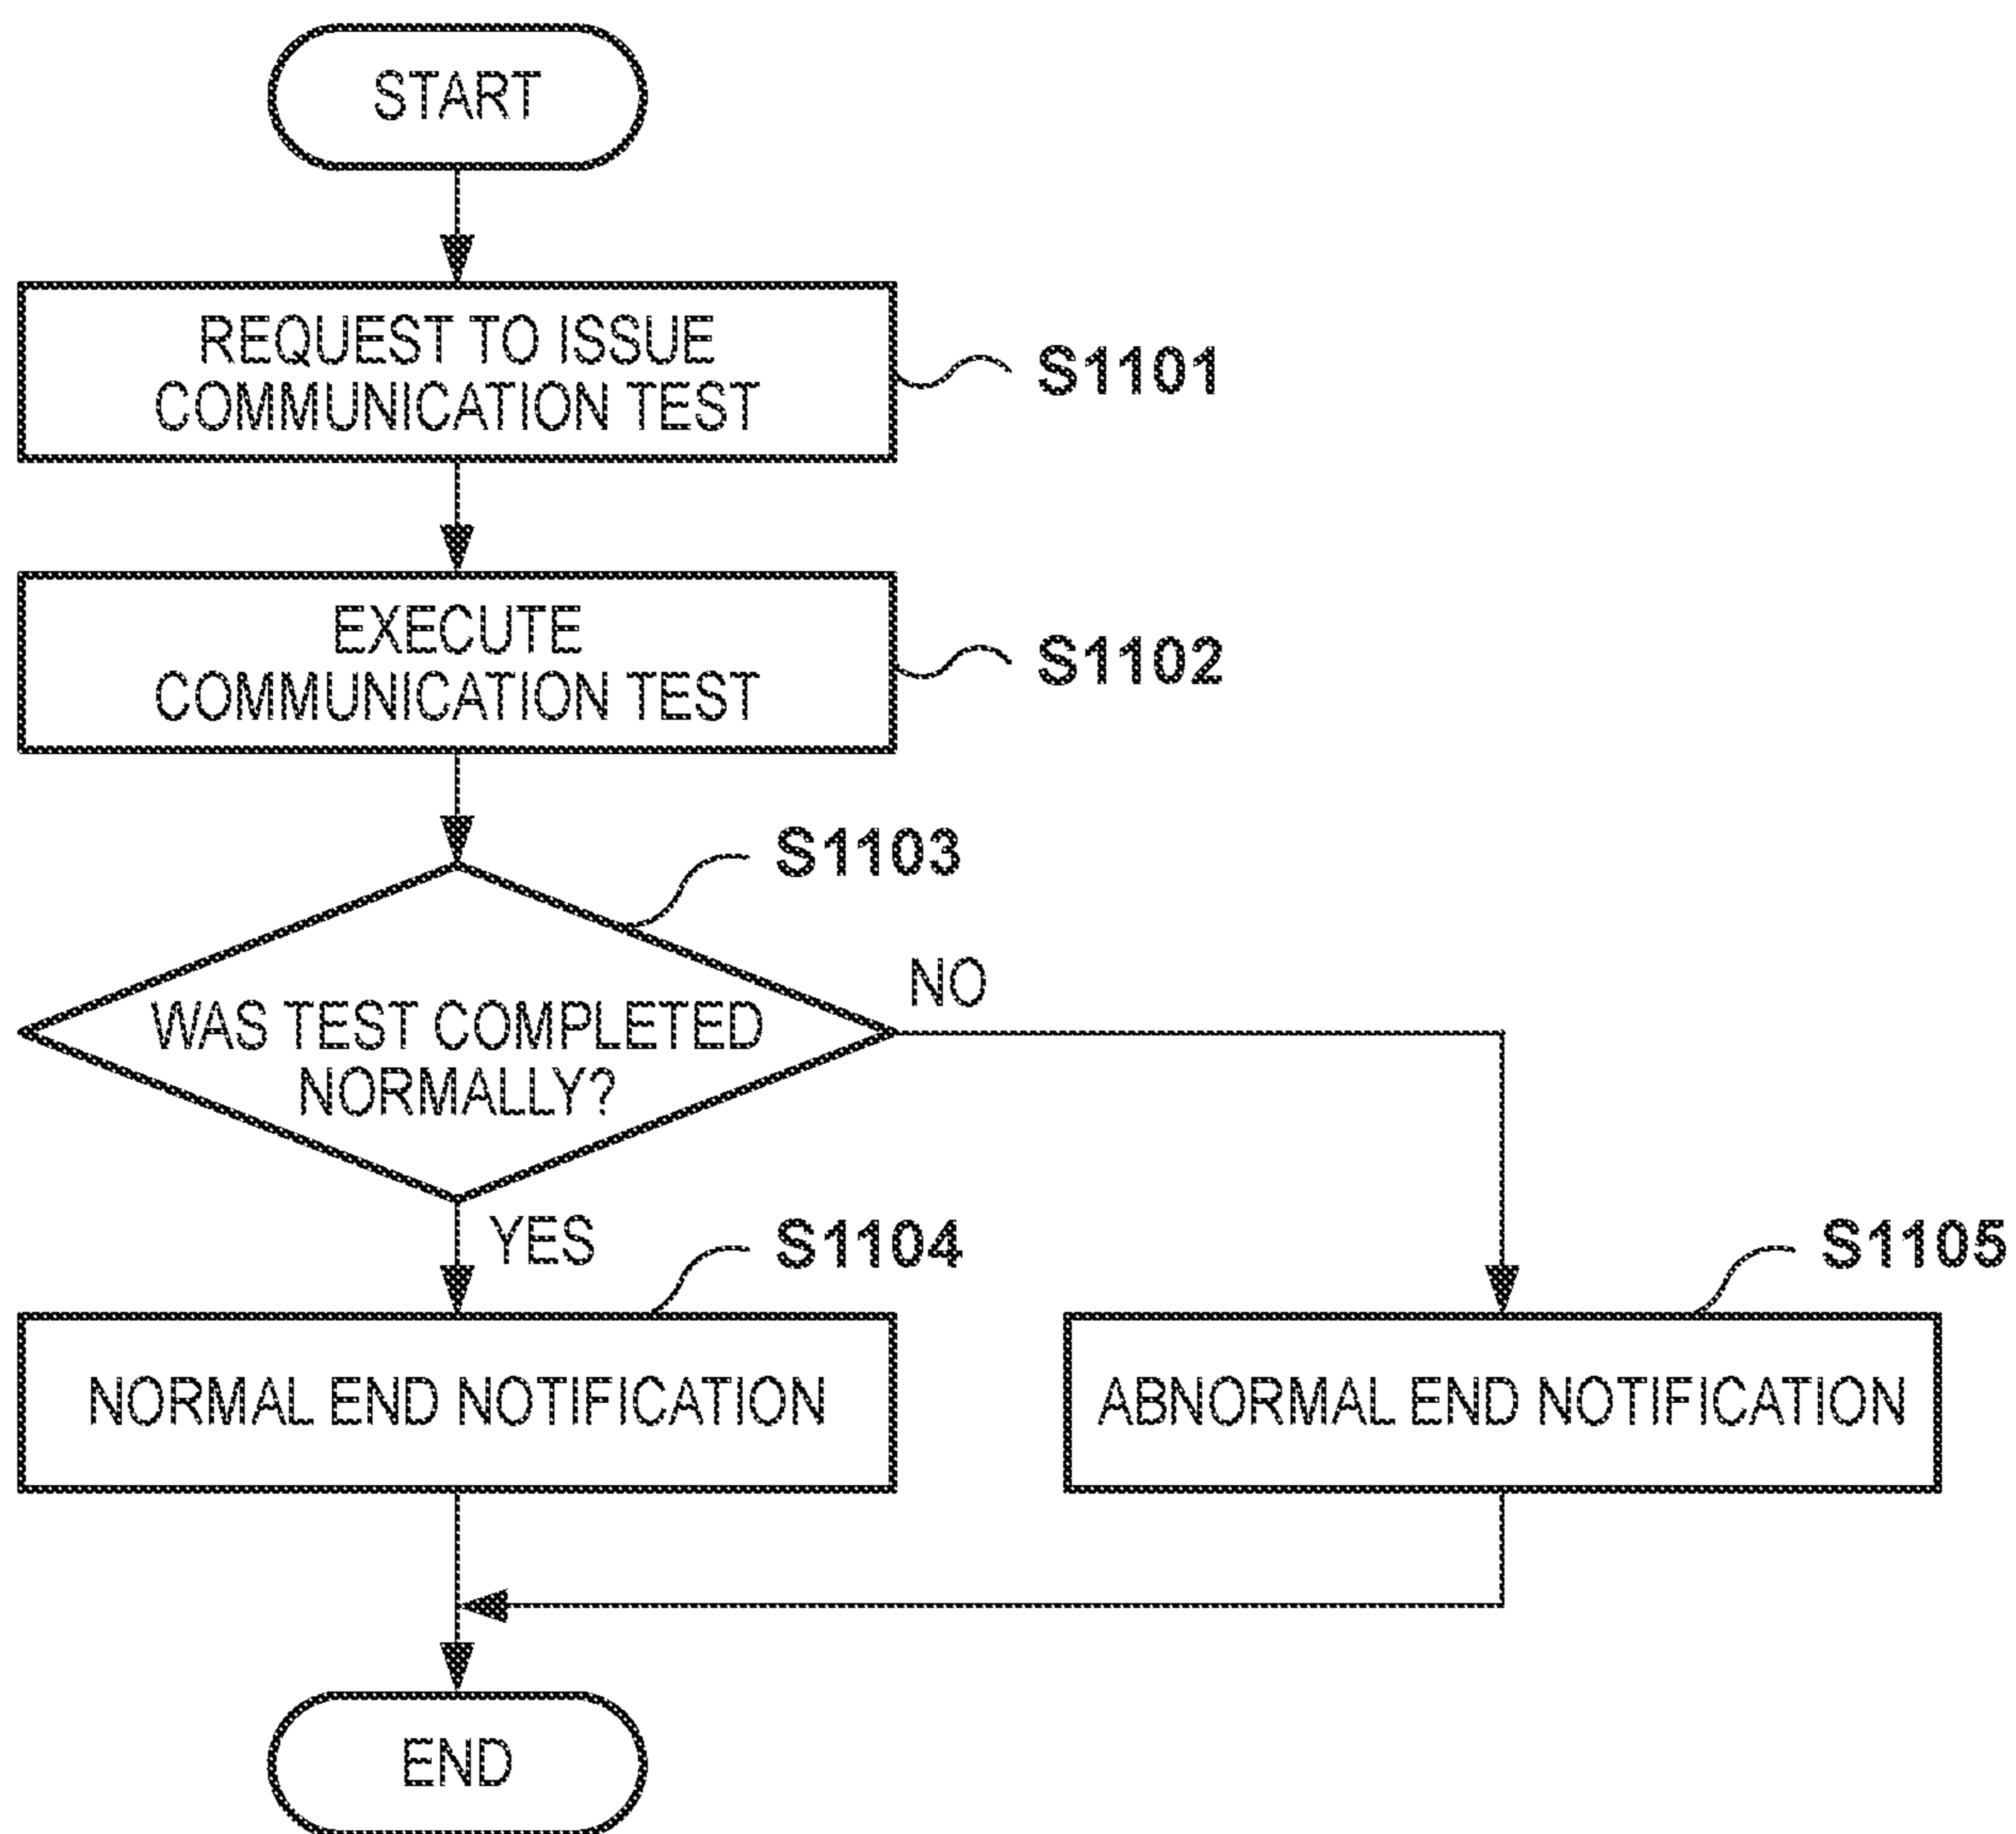 START
REQUEST TO ISSUE
COMMUNICATION TEST
S1101
EXECUTE
COMMUNICATION TEST
S1102
S1103
WAS TEST COMPLETED
NORMALLY?
NO
YES
S1104
S1105
NORMAL END NOTIFICATION
ABNORMAL END NOTIFICATION
END